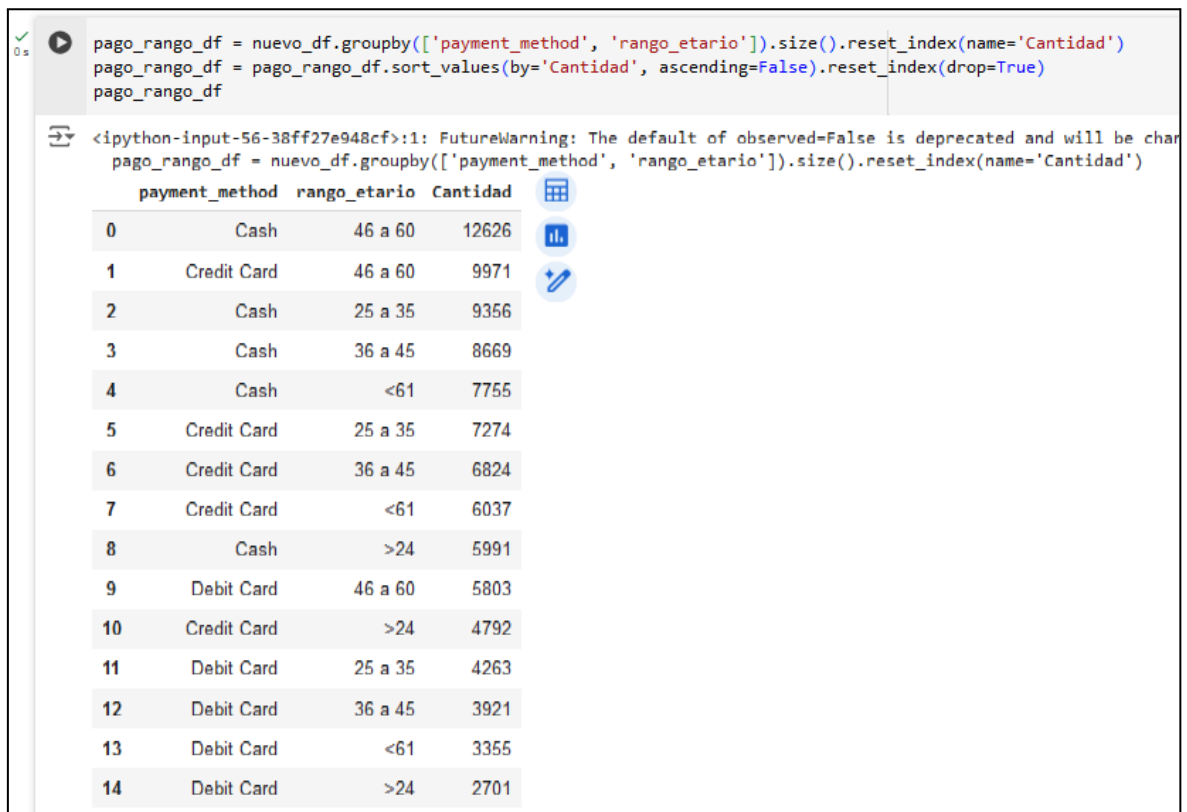 0 s
pago_rango_df = nuevo_df.groupby(['payment_method', 'rango_etario']).size().reset_index(name='Cantidad')
pago_rango_df = pago_rango_df.sort_values(by='Cantidad', ascending=False).reset_index(drop=True)
pago_rango_df
<ipython-input-56-38ff27e948cf>:1: FutureWarning: The default of observed=False is deprecated and will be char
pago_rango_df = nuevo_df.groupby(['payment_method', 'rango_etario']).size().reset_index(name='Cantidad')
payment_method rango_etario Cantidad
0 Cash 46 a 60 12626
1 Credit Card 46 a 60 9971
2 Cash 25 a 35 9356
3 Cash 36 a 45 8669
4 Cash <61 7755
5 Credit Card 25 a 35 7274
6 Credit Card 36 a 45 6824
7 Credit Card <61 6037
8 Cash >24 5991
9 Debit Card 46 a 60 5803
10 Credit Card >24 4792
11 Debit Card 25 a 35 4263
12 Debit Card 36 a 45 3921
13 Debit Card <61 3355
14 Debit Card >24 2701